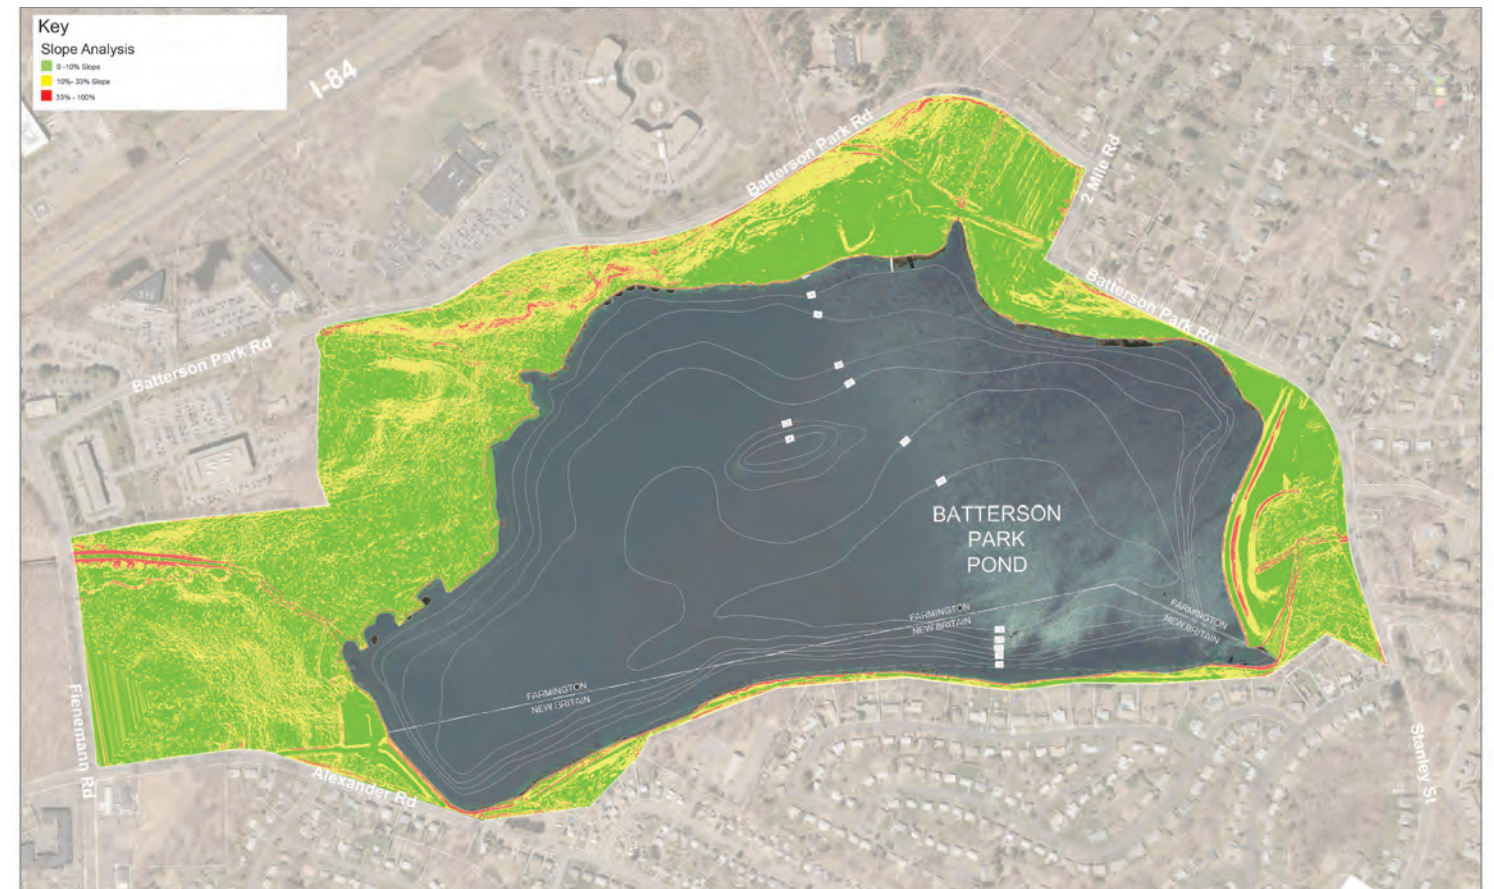 Key
Slope Analysis
0 -10% Slope
10%- 33% Slope
33% - 100%
I-84
Batterson Park Rd
2 Mile Rd
Batterson Park Rd
Batterson Park Rd
BATTERSON
PARK
POND
FARMINGTON
NEW BRITAIN
FARMINGTON
NEW BRITAIN
FARMINGTON
NEW BRITAIN
Fienemann Rd
Alexander Rd
Stanley St